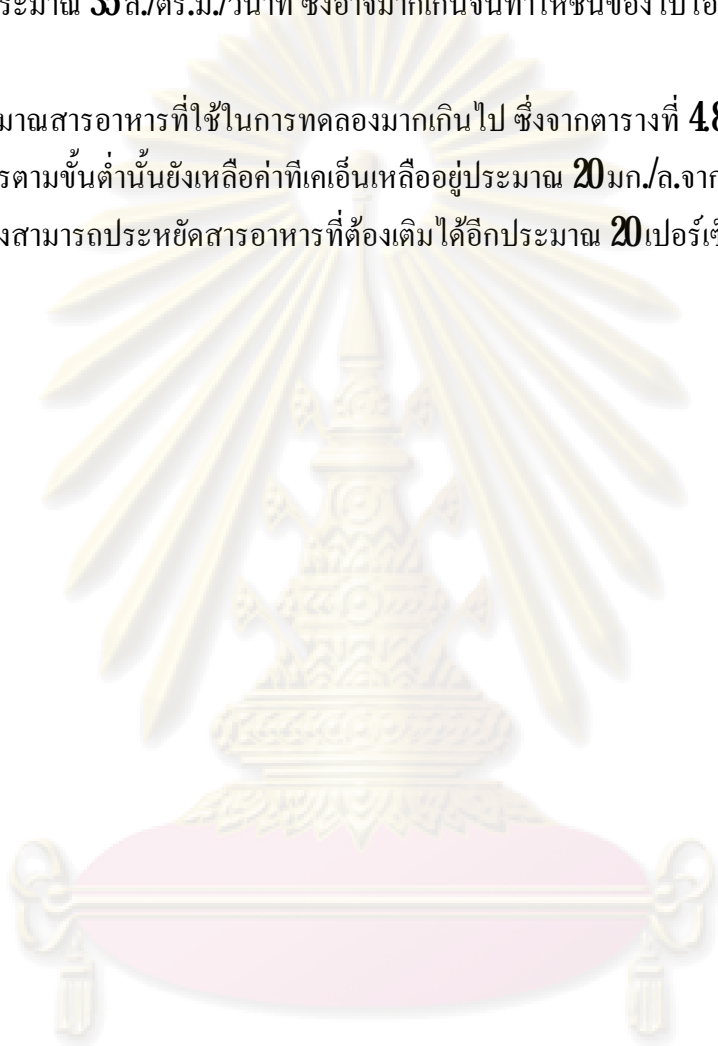 ระมาณ 35 ล./ตร.ม./วินาที ซึ่งอาจมากเกินจนทำให้ชั้นของไบโอ
มาณสารอาหารที่ใช้ในการทดลองมากเกินไป ซึ่งจากตารางที่ 4.8
รตามขั้นต่ำนั้นยังเหลือค่าทีเคเอ็นเหลืออยู่ประมาณ 20 มก./ล.จาก
งสามารถประหยัดสารอาหารที่ต้องเติมได้อีกประมาณ 20 เปอร์เซ็